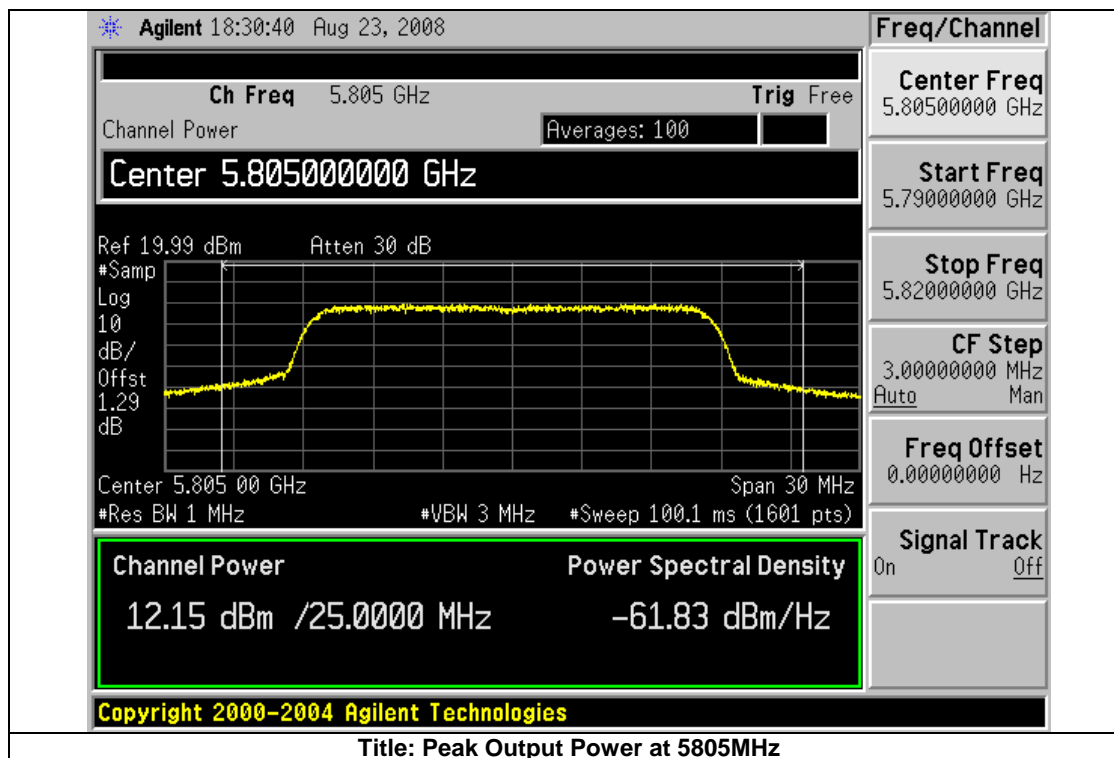 Agilent 18:30:40 Aug 23, 2008
Freq/Channel
Ch Freq 5.805 GHz Trig Free
Channel Power Averages: 100
Center 5.805000000 GHz
Ref 19.99 dBm Atten 30 dB
#Samp
Log
10
dB/
Offst
1.29
dB
Center 5.805 00 GHz Span 30 MHz
#Res BW 1 MHz #VBW 3 MHz #Sweep 100.1 ms (1601 pts)
Channel Power Power Spectral Density
12.15 dBm /25.0000 MHz -61.83 dBm/Hz
Copyright 2000-2004 Agilent Technologies
Center Freq
5.80500000 GHz
Start Freq
5.79000000 GHz
Stop Freq
5.82000000 GHz
CF Step
3.00000000 MHz
Auto Man
Freq Offset
0.00000000 Hz
Signal Track
On Off
Title: Peak Output Power at 5805MHz